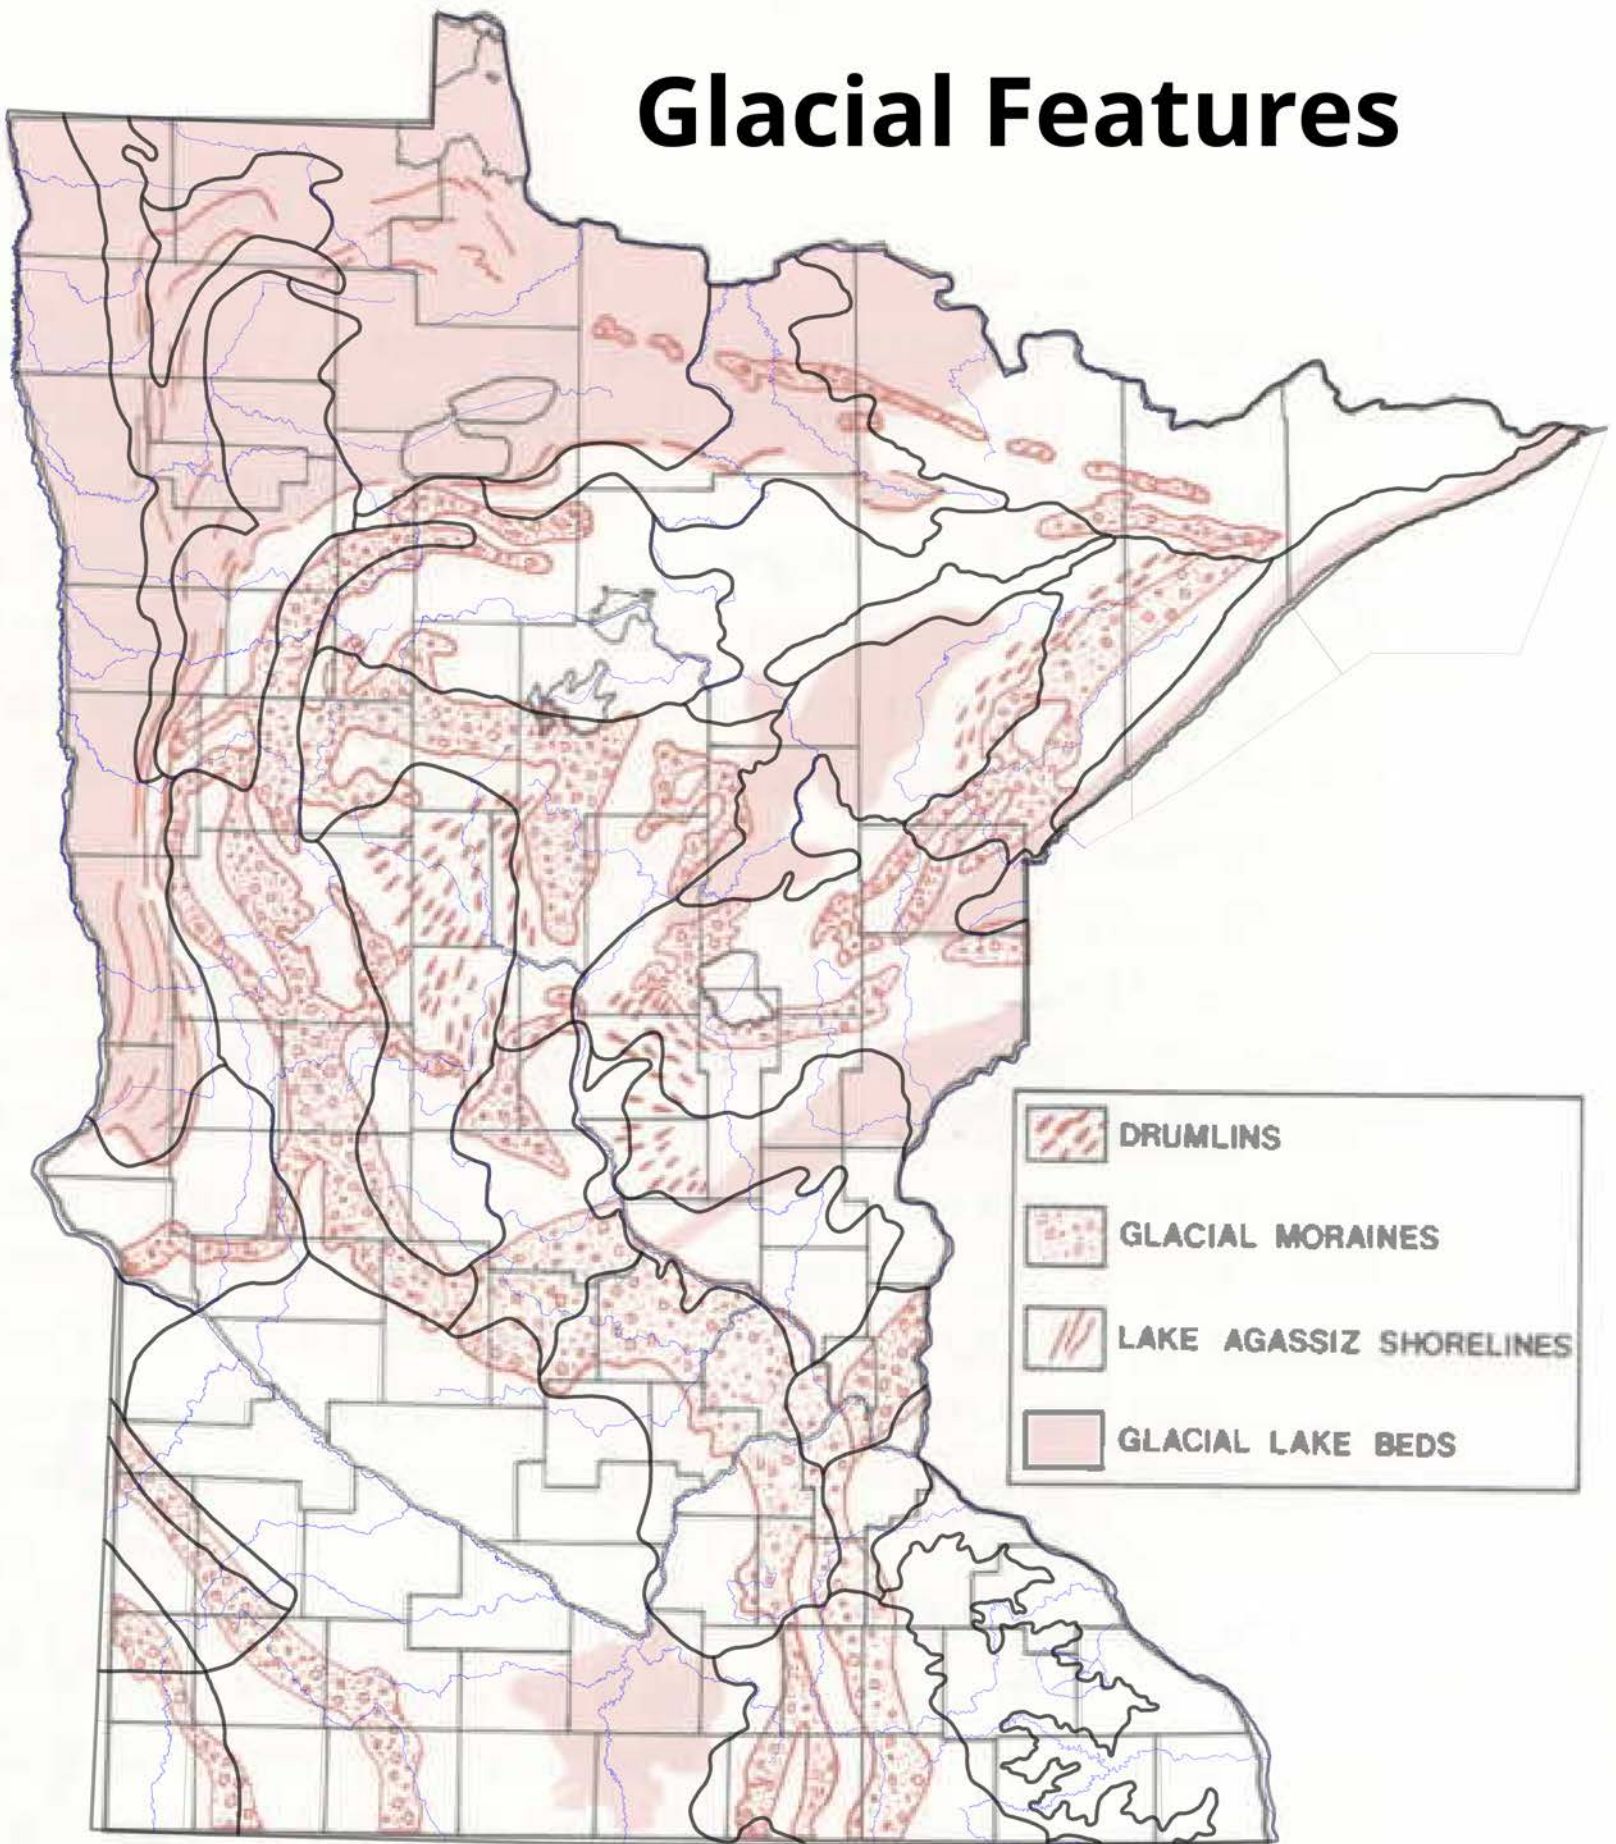 Glacial Features
DRUMLINS
GLACIAL MORAINES
LAKE AGASSIZ SHORELINES
GLACIAL LAKE BEDS